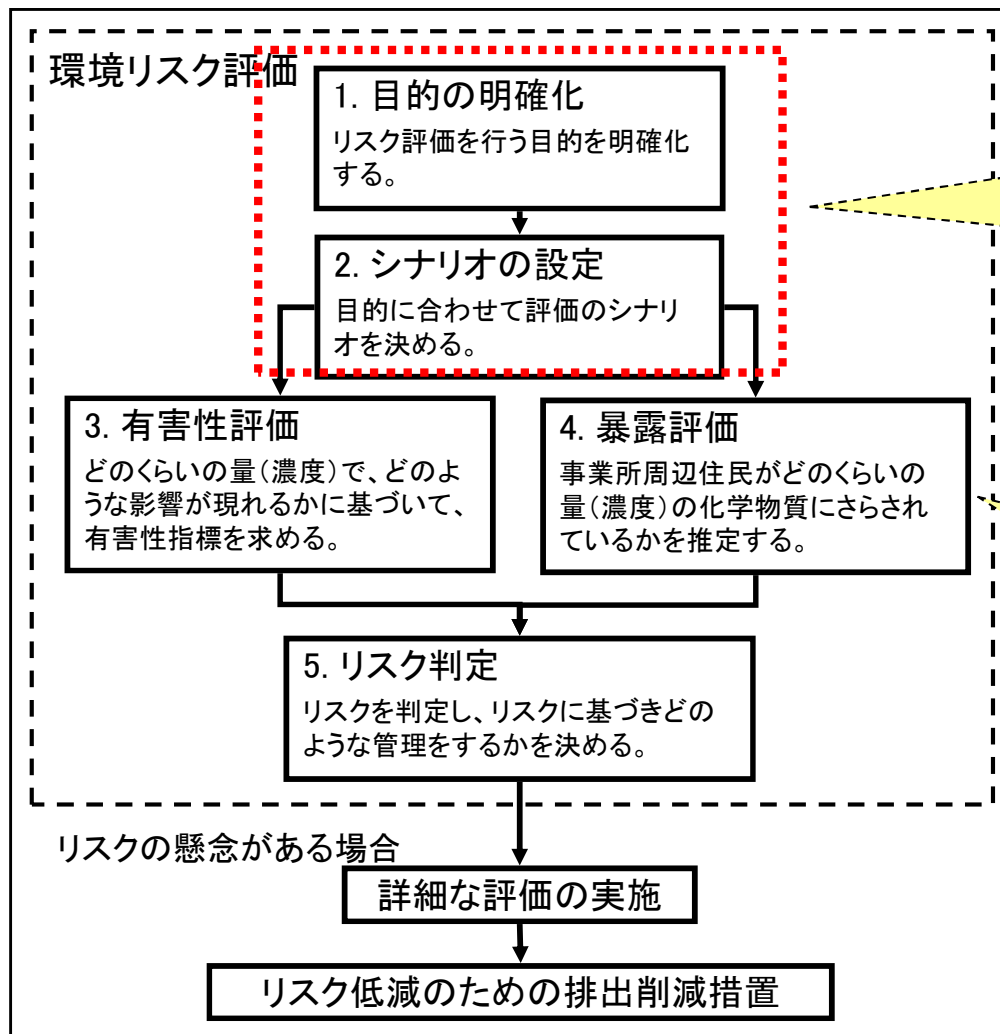 環境リスク評価
1. 目的の明確化
リスク評価を行う目的を明確化
する。
2. シナリオの設定
目的に合わせて評価のシナリ
オを決める。
3. 有害性評価
どのくらいの量(濃度)で、どのよ
うな影響が現れるかに基づいて、
有害性指標を求める。
4. 暴露評価
事業所周辺住民がどのくらいの
量(濃度)の化学物質にさらされ
ているかを推定する。
5. リスク判定
リスクを判定し、リスクに基づきどの
ような管理をするかを決める。
リスクの懸念がある場合
詳細な評価の実施
リスク低減のための排出削減措置